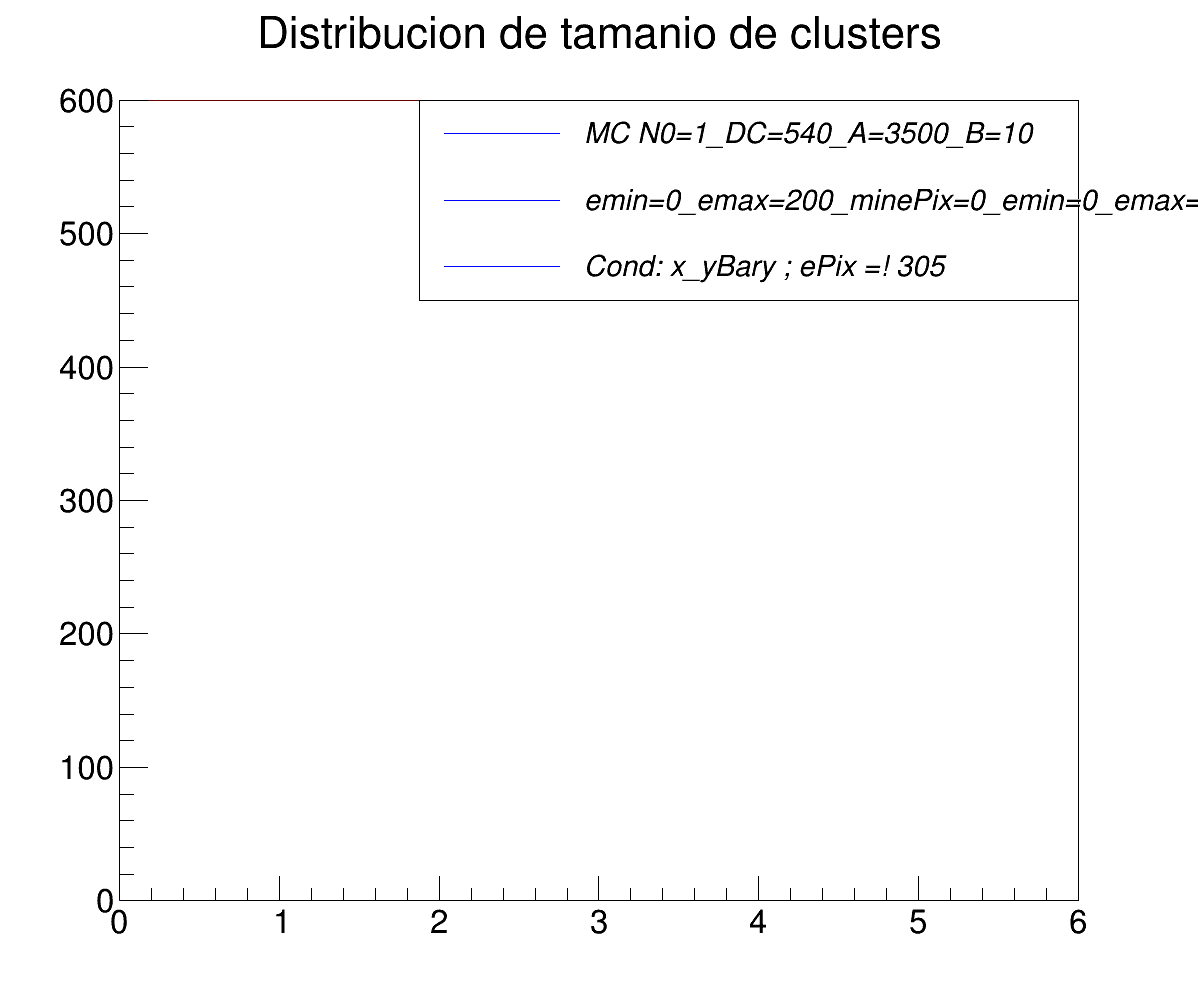 Distribucion de tamanio de clusters
600
MC N0=1_DC=540_A=3500_B=10
emin=0_emax=200_minePix=0_emin=0_emax=
500
Cond: x_yBary ; ePix =! 305
400
300
200
100
0
0 1 2 3 4 5 6